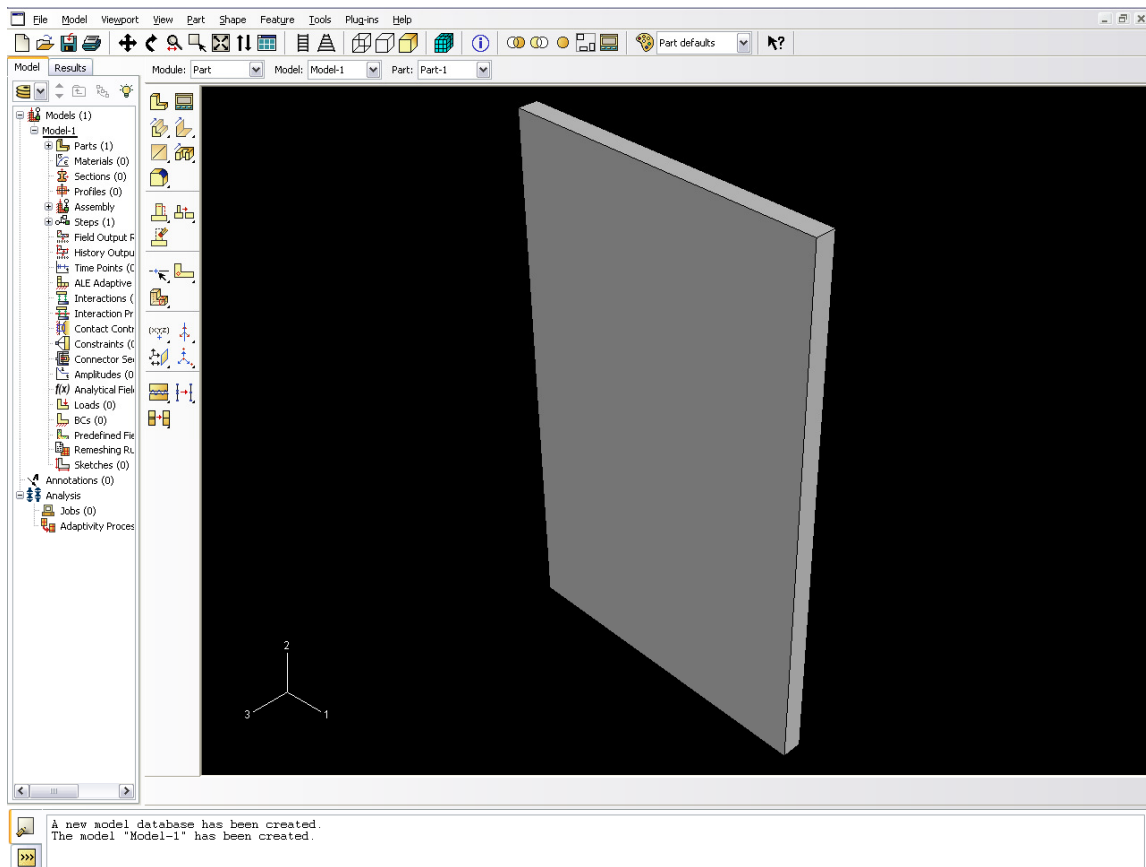 File Model Viewport View Part Shape Feature Tools Plug-ins Help
Part defaults
Model Results Module: Part Model: Model-1 Part: Part-1
Models (1)
Model-1
Parts (1)
Materials (0)
Sections (0)
Profiles (0)
Assembly
Steps (1)
Field Output R
History Outpu
Time Points (0
ALE Adaptive
Interactions (
Interaction Pr
Contact Contr
Constraints (0
Connector Se
Amplitudes (0
f(x) Analytical Field
Loads (0)
BCs (0)
Predefined Fie
Remeshing Ru
Sketches (0)
Annotations (0)
Analysis
Jobs (0)
Adaptivity Proces
(XYZ)
2
3
1
A new model database has been created.
The model "Model-1" has been created.
>>>